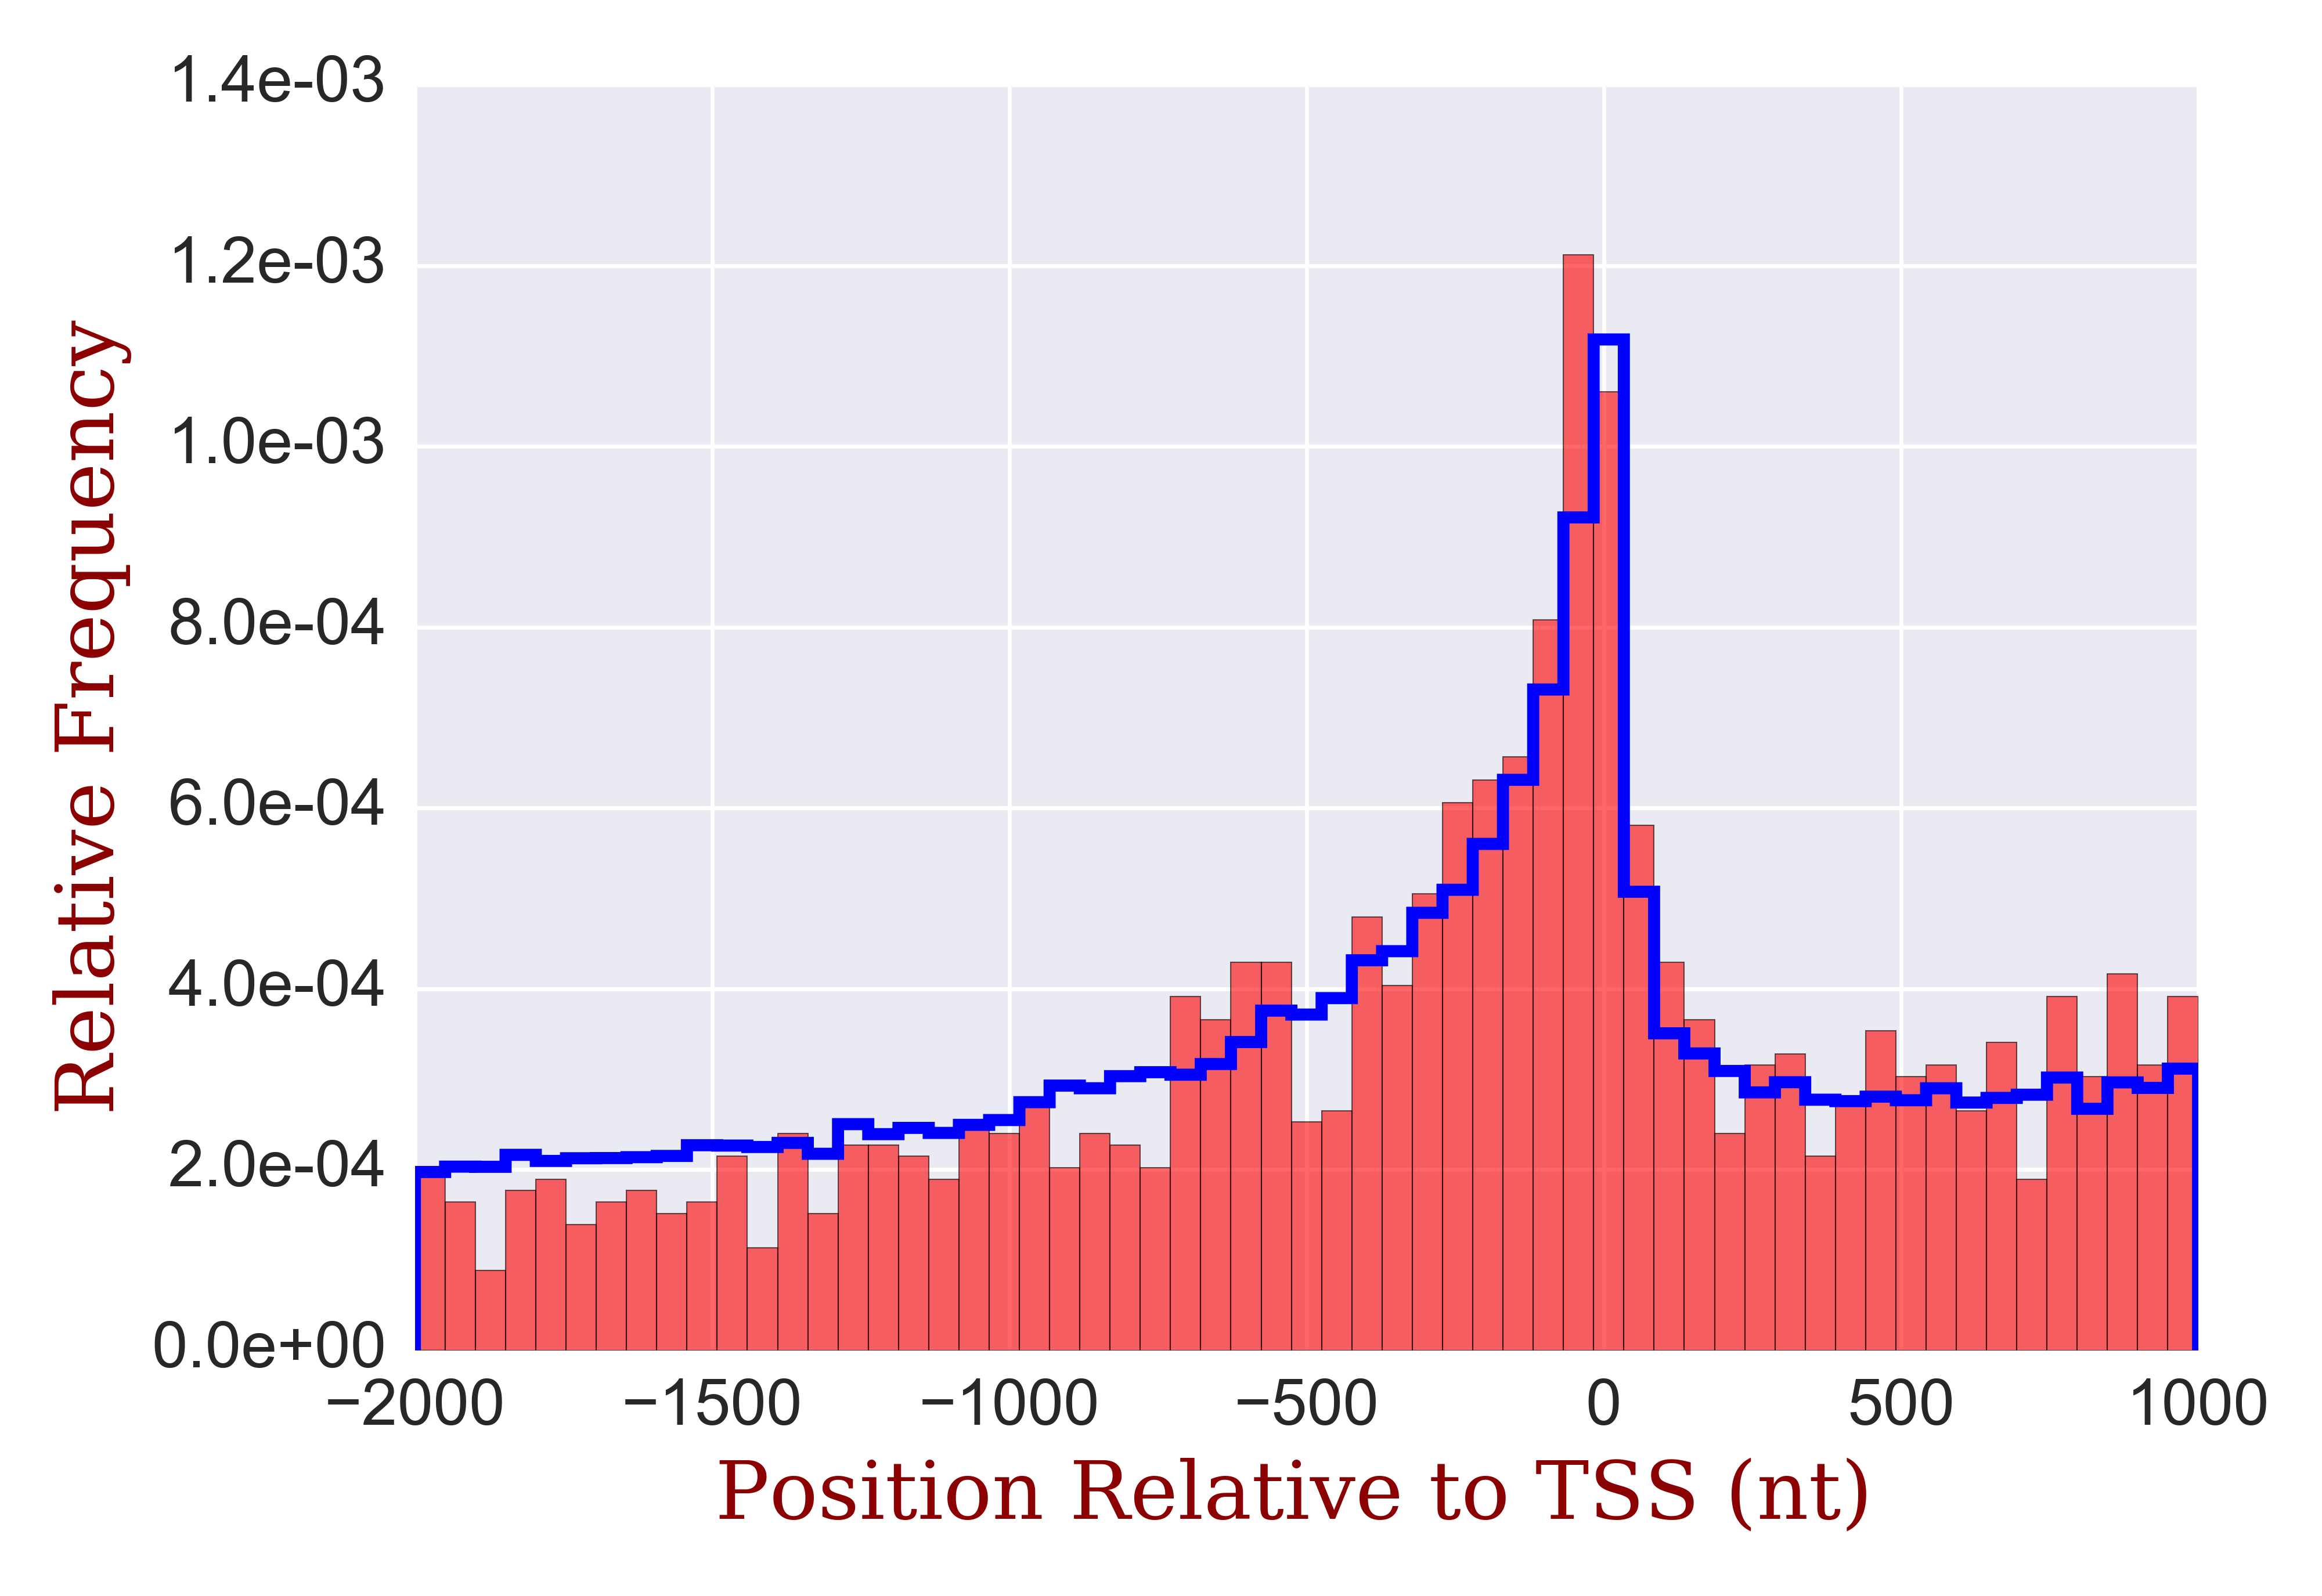 1.4e-03
1.2e-03
1.0e-03
8.0e-04
6.0e-04
4.0e-04
2.0e-04
0.0e+00
Relative Frequency
−2000 −1500 −1000 −500 0 500 1000
Position Relative to TSS (nt)